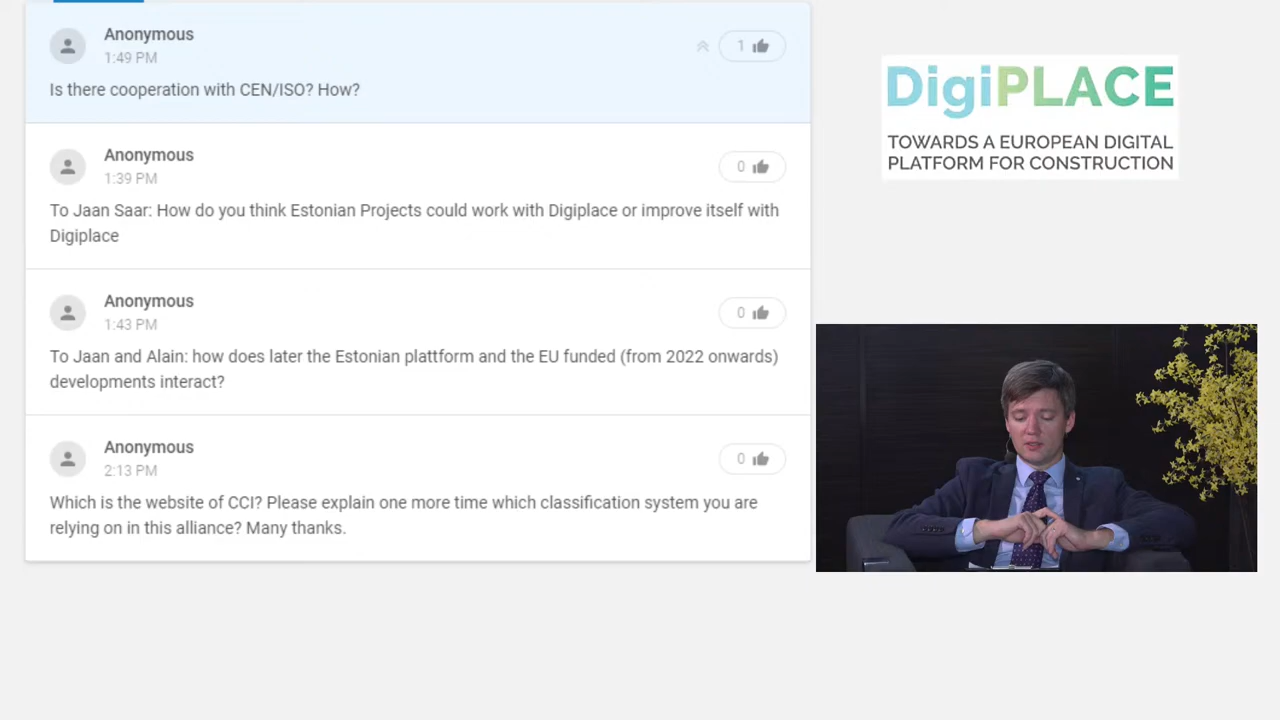 Anonymous
1:49 PM
1
Is there cooperation with CEN/ISO? How?
Anonymous
1:39 PM
0
To Jaan Saar: How do you think Estonian Projects could work with Digiplace or improve itself with
Digiplace
Anonymous
1:43 PM
0
To Jaan and Alain: how does later the Estonian plattform and the EU funded (from 2022 onwards)
developments interact?
Anonymous
2:13 PM
0
Which is the website of CCI? Please explain one more time which classification system you are
relying on in this alliance? Many thanks.
DigiPLACE
TOWARDS A EUROPEAN DIGITAL
PLATFORM FOR CONSTRUCTION